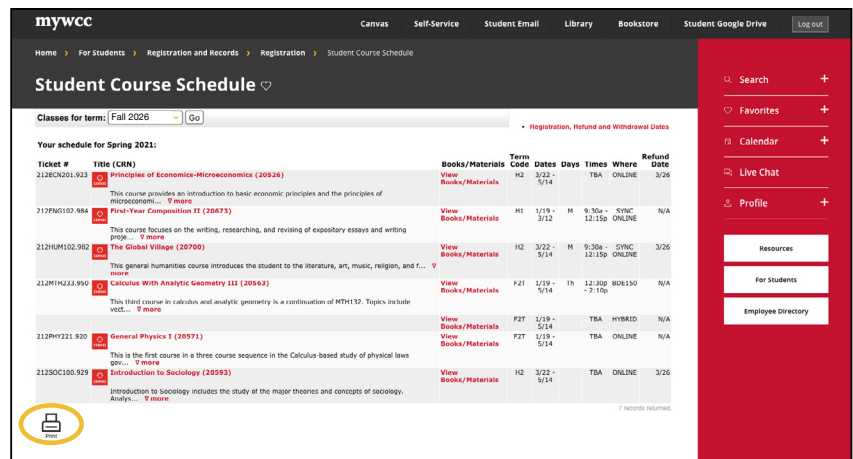 mywcc Canvas Self-Service Student Email Library Bookstore Student Google Drive Log out
Home › For Students › Registration and Records › Registration › Student Course Schedule
Student Course Schedule
Search +
Favorites +
Calendar +
Live Chat
Profile +
Resources
For Students
Employee Directory
Classes for term: Fall 2026 Go
• Registration, Refund and Withdrawal Dates
Your schedule for Spring 2021:
Ticket # Title (CRN) Books/Materials Term Code Dates Days Times Where Refund Date
212ECN201.923 Principles of Economics-Microeconomics (20526) View Books/Materials H2 3/22 - 5/14 TBA ONLINE 3/26
This course provides an introduction to basic economic principles and the principles of
microeconomi... ∇ more
212ENG102.984 First-Year Composition II (20673) View Books/Materials H1 1/19 - 3/12 M 9:30a - 12:15p SYNC ONLINE N/A
This course focuses on the writing, researching, and revising of expository essays and writing
proje... ∇ more
212HUM102.982 The Global Village (20700) View Books/Materials H2 3/22 - 5/14 M 9:30a - 12:15p SYNC ONLINE 3/26
This general humanities course introduces the student to the literature, art, music, religion, and f... ∇
more
212MTH233.950 Calculus With Analytic Geometry III (20563) View Books/Materials F2T 1/19 - 5/14 Th 12:30p - 2:10p BDE150 N/A
This third course in calculus and analytic geometry is a continuation of MTH132. Topics include
vect... ∇ more
View Books/Materials F2T 1/19 - 5/14 TBA HYBRID N/A
212PHY221.920 General Physics I (20571) View Books/Materials F2T 1/19 - 5/14 TBA ONLINE N/A
This is the first course in a three course sequence in the Calculus-based study of physical laws
gov... ∇ more
212SOC100.929 Introduction to Sociology (20593) View Books/Materials H2 3/22 - 5/14 TBA ONLINE 3/26
Introduction to Sociology includes the study of the major theories and concepts of sociology.
Analys... ∇ more
7 records returned.
Print